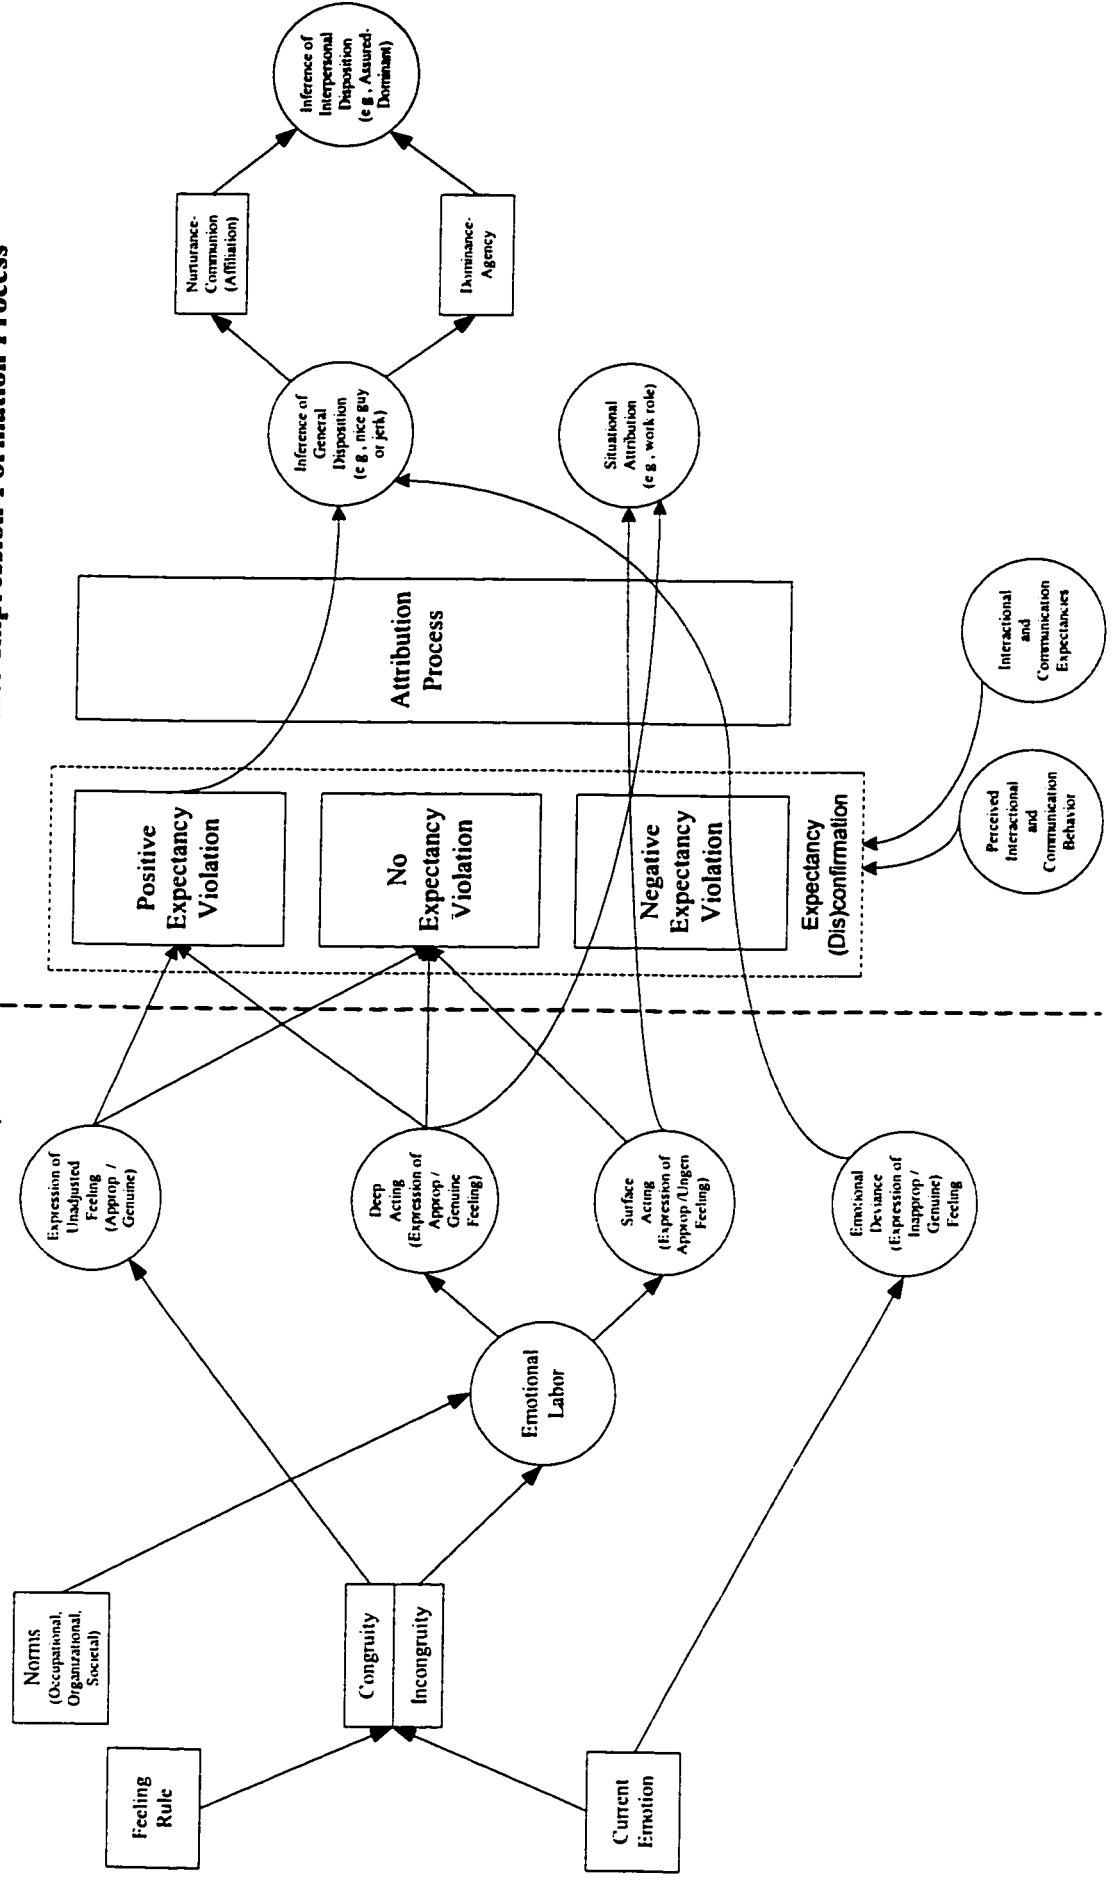 Impression Formation Process
Norms
(Occupational,
Organizational,
Societal)
Feeling
Rule
Congruity
Incongruity
Current
Emotion
Emotional
Labor
Expression of
Unadjusted
Feeling
(Approp /
Genuine)
Deep
Acting
(Expression of
Approp /
Genuine
Feeling)
Surface
Acting
(Expression of
Approp /Ungen
Feeling)
Emotional
Deviance
(Expression of
Inapprop /
Genuine)
Feeling
Positive
Expectancy
Violation
No
Expectancy
Violation
Negative
Expectancy
Violation
Expectancy
(Dis)confirmation
Perceived
Interactional
and
Communication
Behavior
Interactional
and
Communication
Expectancies
Attribution
Process
Inference of
General
Disposition
(e g , nice guy
or jerk)
Situational
Attribution
(e g , work role)
Nurturance-
Communion
(Affiliation)
Dominance-
Agency
Inference of
Interpersonal
Disposition
(e g , Assured-
Dominant)